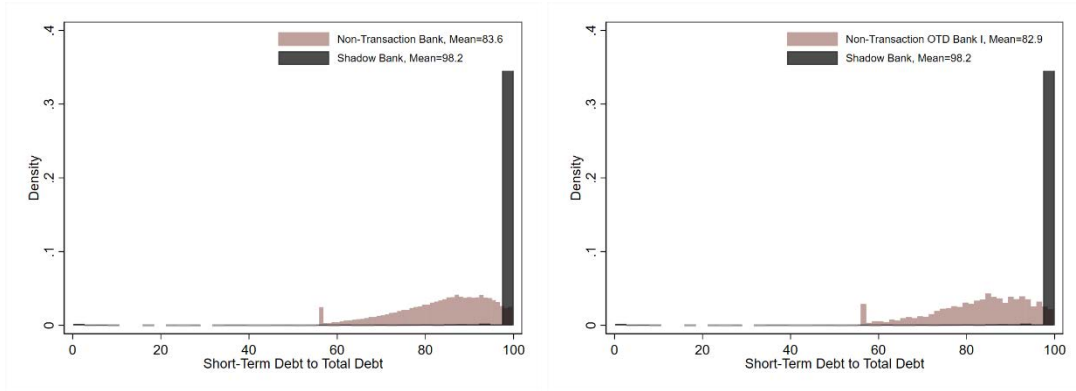 Non-Transaction Bank, Mean=83.6
Shadow Bank, Mean=98.2
Density
.4
.3
.2
.1
0
0 20 40 60 80 100
Short-Term Debt to Total Debt
Non-Transaction OTD Bank I, Mean=82.9
Shadow Bank, Mean=98.2
Density
.4
.3
.2
.1
0
0 20 40 60 80 100
Short-Term Debt to Total Debt